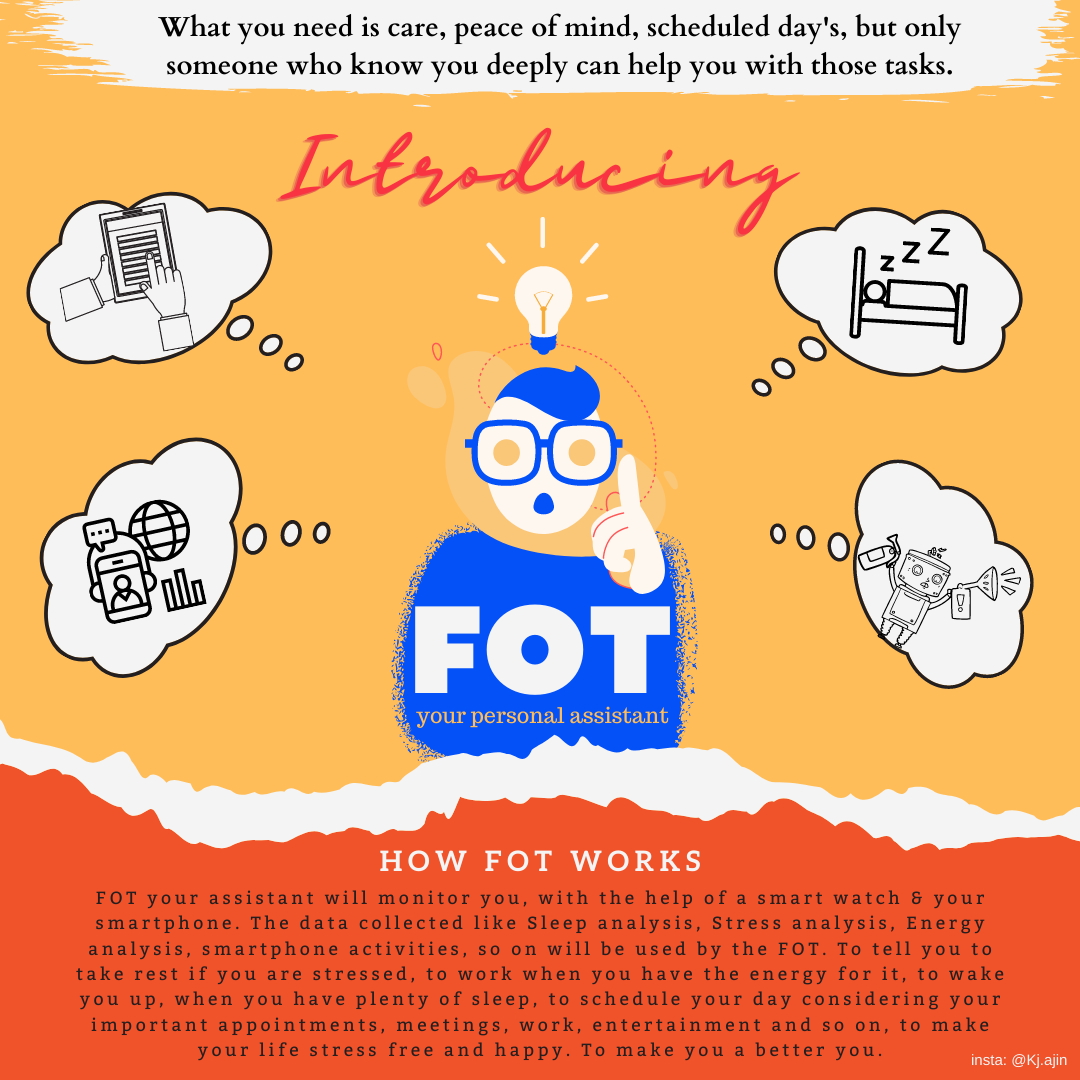 What you need is care, peace of mind, scheduled day's, but only
someone who know you deeply can help you with those tasks.
Introducing
z z z
FOT
your personal assistant
HOW FOT WORKS
FOT your assistant will monitor you, with the help of a smart watch & your
smartphone. The data collected like Sleep analysis, Stress analysis, Energy
analysis, smartphone activities, so on will be used by the FOT. To tell you to
take rest if you are stressed, to work when you have the energy for it, to wake
you up, when you have plenty of sleep, to schedule your day considering your
important appointments, meetings, work, entertainment and so on, to make
your life stress free and happy. To make you a better you.
insta: @Kj.ajin